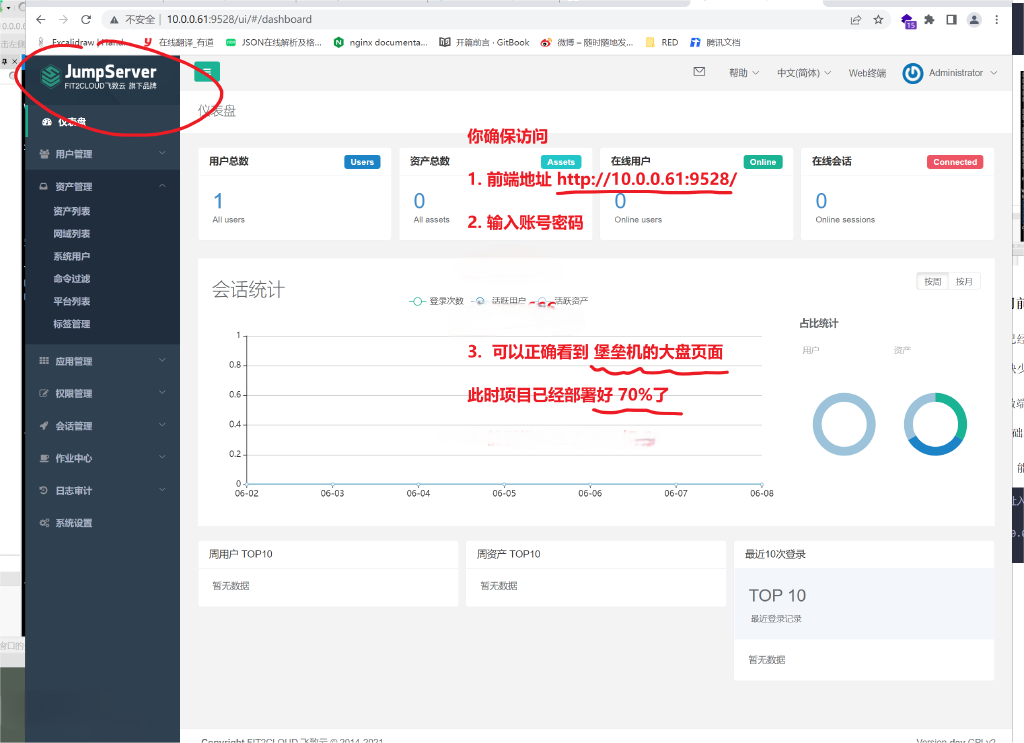 不安全 | 10.0.0.61:9528/ui/#/dashboard
15
在线翻译_有道
JSON在线解析及格...
nginx documenta...
开篇前言 · GitBook
微博 – 随时随地发...
RED
腾讯文档
JumpServer
FIT2CLOUD飞致云 旗下品牌
帮助
中文(简体)
Web终端
Administrator
仪表盘
仪表盘
用户管理
资产管理
资产列表
网域列表
系统用户
命令过滤
平台列表
标签管理
应用管理
权限管理
会话管理
作业中心
日志审计
系统设置
你确保访问
用户总数
Users
1
All users
资产总数
Assets
0
All assets
在线用户
Online
0
Online users
在线会话
Connected
0
Online sessions
1. 前端地址 http://10.0.0.61:9528/
2. 输入账号密码
会话统计
按周
按月
登录次数
活跃用户
活跃资产
1
0.8
0.6
0.4
0.2
0
06-02
06-03
06-04
06-05
06-06
06-07
06-08
占比统计
用户
资产
3. 可以正确看到 堡垒机的大盘页面
此时项目已经部署好 70%了
周用户 TOP10
暂无数据
周资产 TOP10
暂无数据
最近10次登录
TOP 10
最近登录记录
暂无数据
Copyright FIT2CLOUD 飞致云 © 2014-2021
Version dev GPLv2